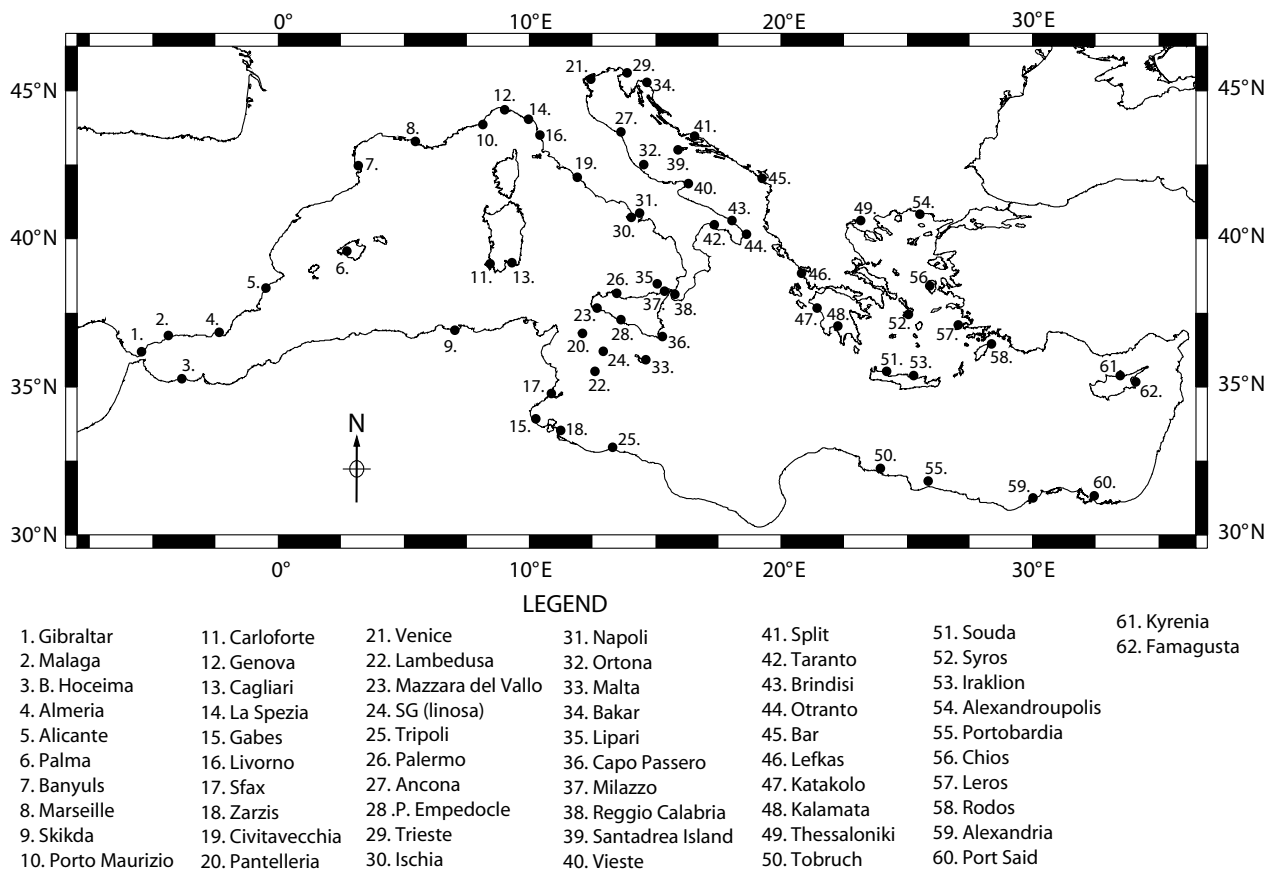 0° 10°E 20°E 30°E
45°N 45°N
40°N 40°N
35°N 35°N
30°N 30°N
21. 29. 34.
12. 14. 27. 41.
8. 10. 16. 32. 39.
7. 19. 40. 45.
31. 43. 49. 54.
30. 42. 44.
6. 11. 13. 35. 46. 56.
5. 26. 37. 38.
1. 2. 4. 23. 28. 47. 48. 52. 57.
9. 20. 24. 33. 36. 58.
3. 22. 51. 53. 61 62.
17.
15. 18. 25.
N
50. 55. 59. 60.
0° 10°E 20°E 30°E
LEGEND
1. Gibraltar
2. Malaga
3. B. Hoceima
4. Almeria
5. Alicante
6. Palma
7. Banyuls
8. Marseille
9. Skikda
10. Porto Maurizio
11. Carloforte
12. Genova
13. Cagliari
14. La Spezia
15. Gabes
16. Livorno
17. Sfax
18. Zarzis
19. Civitavecchia
20. Pantelleria
21. Venice
22. Lambedusa
23. Mazzara del Vallo
24. SG (linosa)
25. Tripoli
26. Palermo
27. Ancona
28 .P. Empedocle
29. Trieste
30. Ischia
31. Napoli
32. Ortona
33. Malta
34. Bakar
35. Lipari
36. Capo Passero
37. Milazzo
38. Reggio Calabria
39. Santadrea Island
40. Vieste
41. Split
42. Taranto
43. Brindisi
44. Otranto
45. Bar
46. Lefkas
47. Katakolo
48. Kalamata
49. Thessaloniki
50. Tobruch
51. Souda
52. Syros
53. Iraklion
54. Alexandroupolis
55. Portobardia
56. Chios
57. Leros
58. Rodos
59. Alexandria
60. Port Said
61. Kyrenia
62. Famagusta